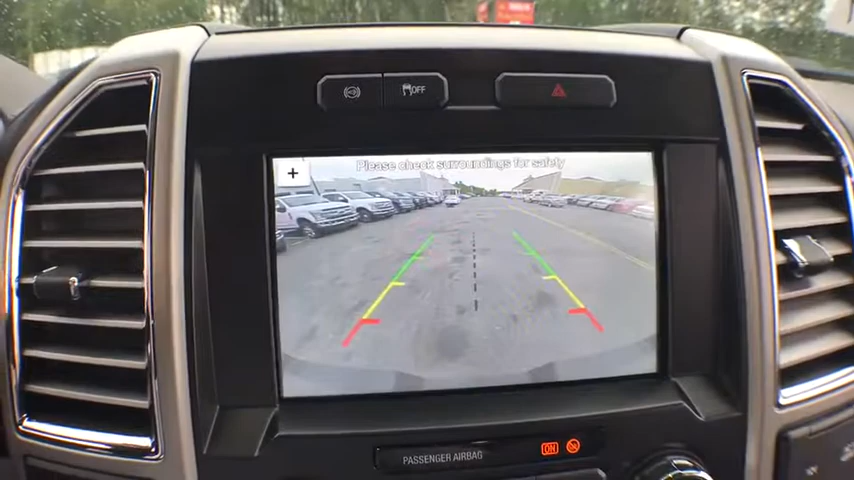 OFF
+
Please check surroundings for safety
PASSENGER AIRBAG ON